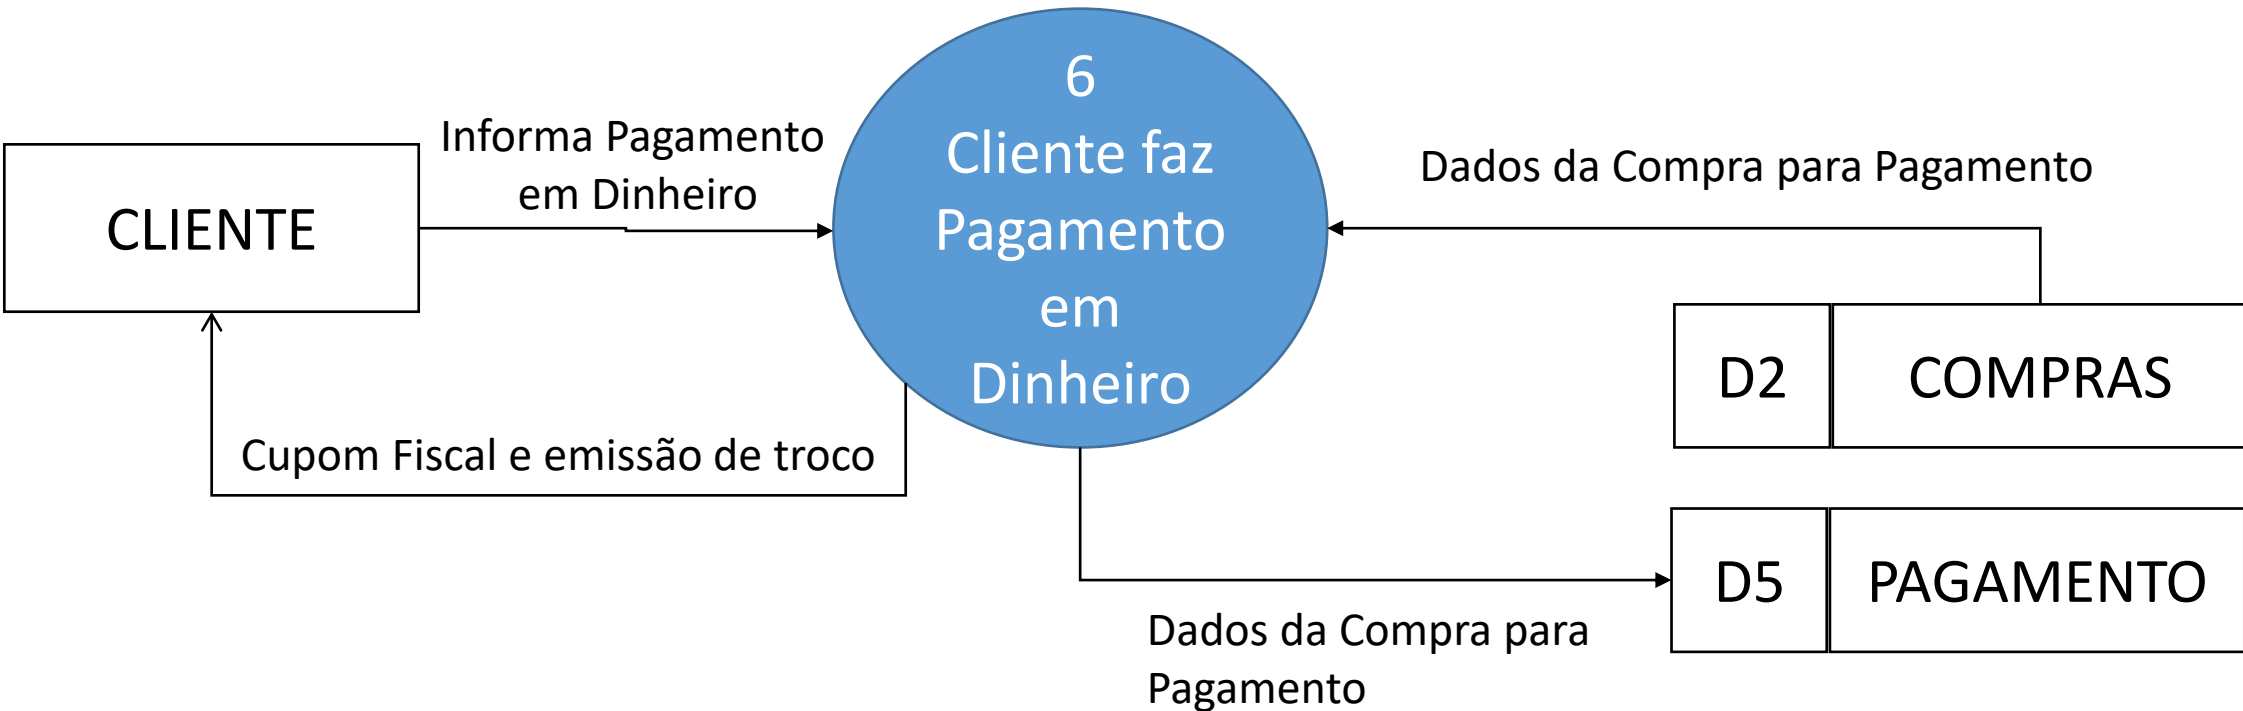 6
Cliente faz
Pagamento
em
Dinheiro
Informa Pagamento
em Dinheiro
CLIENTE
Cupom Fiscal e emissão de troco
Dados da Compra para Pagamento
D2
COMPRAS
D5
PAGAMENTO
Dados da Compra para
Pagamento